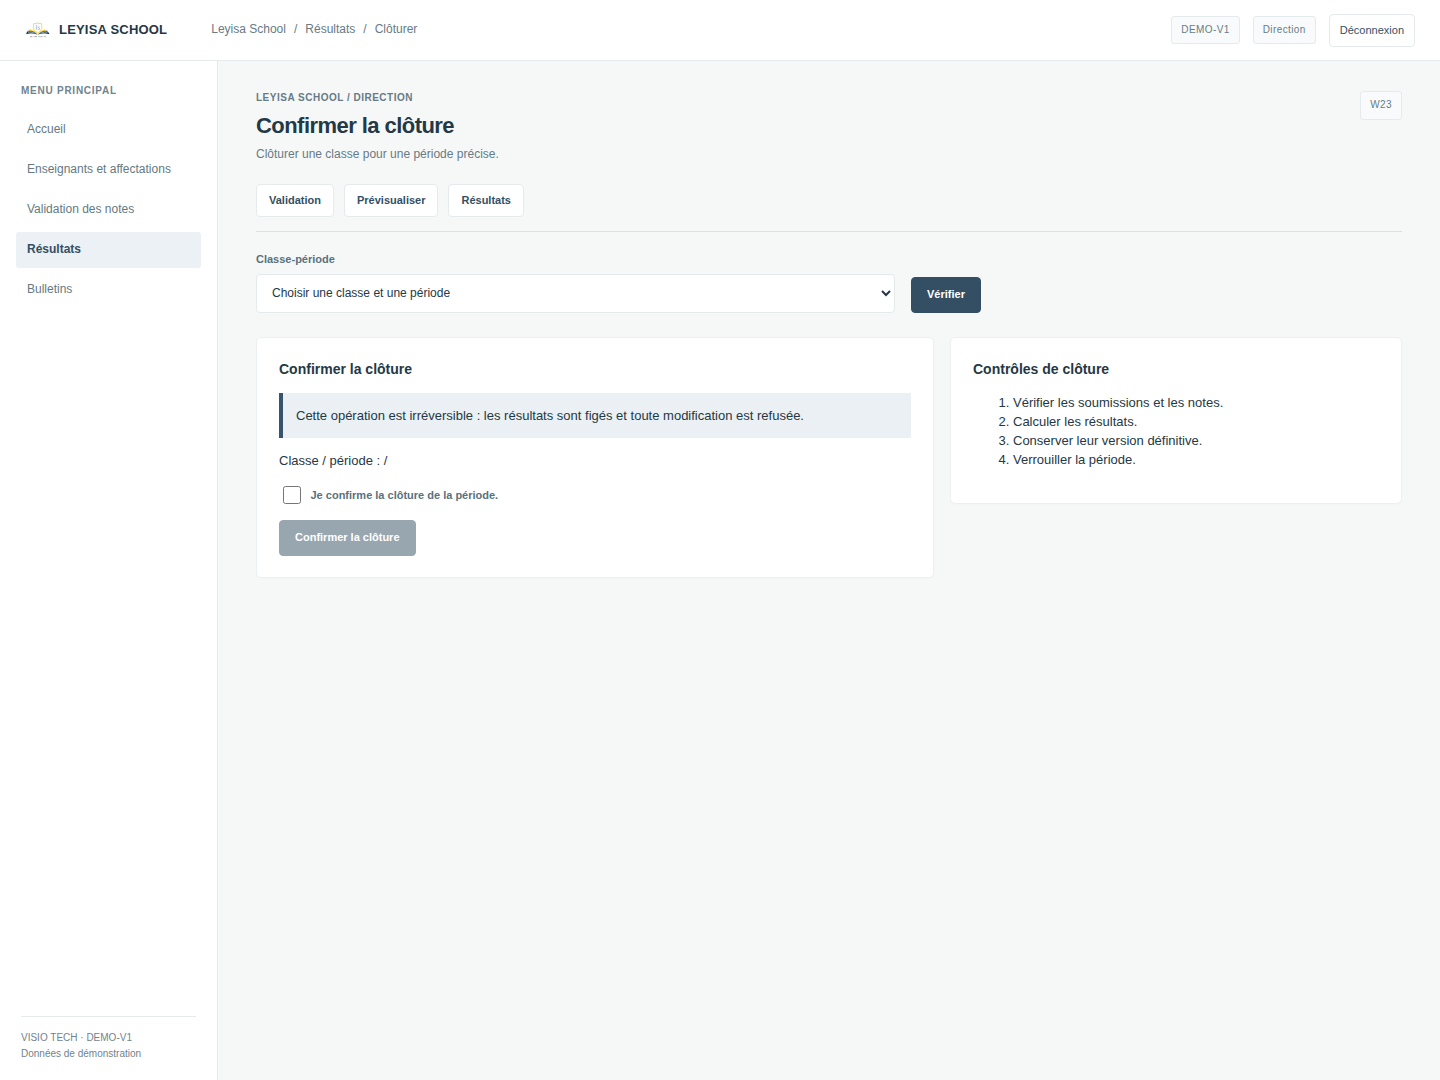 LEYISA SCHOOL
Leyisa School / Résultats / Clôturer
DEMO-V1
Direction
Déconnexion
MENU PRINCIPAL
Accueil
Enseignants et affectations
Validation des notes
Résultats
Bulletins
VISIO TECH · DEMO-V1
Données de démonstration
LEYISA SCHOOL / DIRECTION
W23
Confirmer la clôture
Clôturer une classe pour une période précise.
Validation
Prévisualiser
Résultats
Classe-période
Choisir une classe et une période
Vérifier
Confirmer la clôture
Cette opération est irréversible : les résultats sont figés et toute modification est refusée.
Classe / période : /
Je confirme la clôture de la période.
Confirmer la clôture
Contrôles de clôture
1. Vérifier les soumissions et les notes.
2. Calculer les résultats.
3. Conserver leur version définitive.
4. Verrouiller la période.